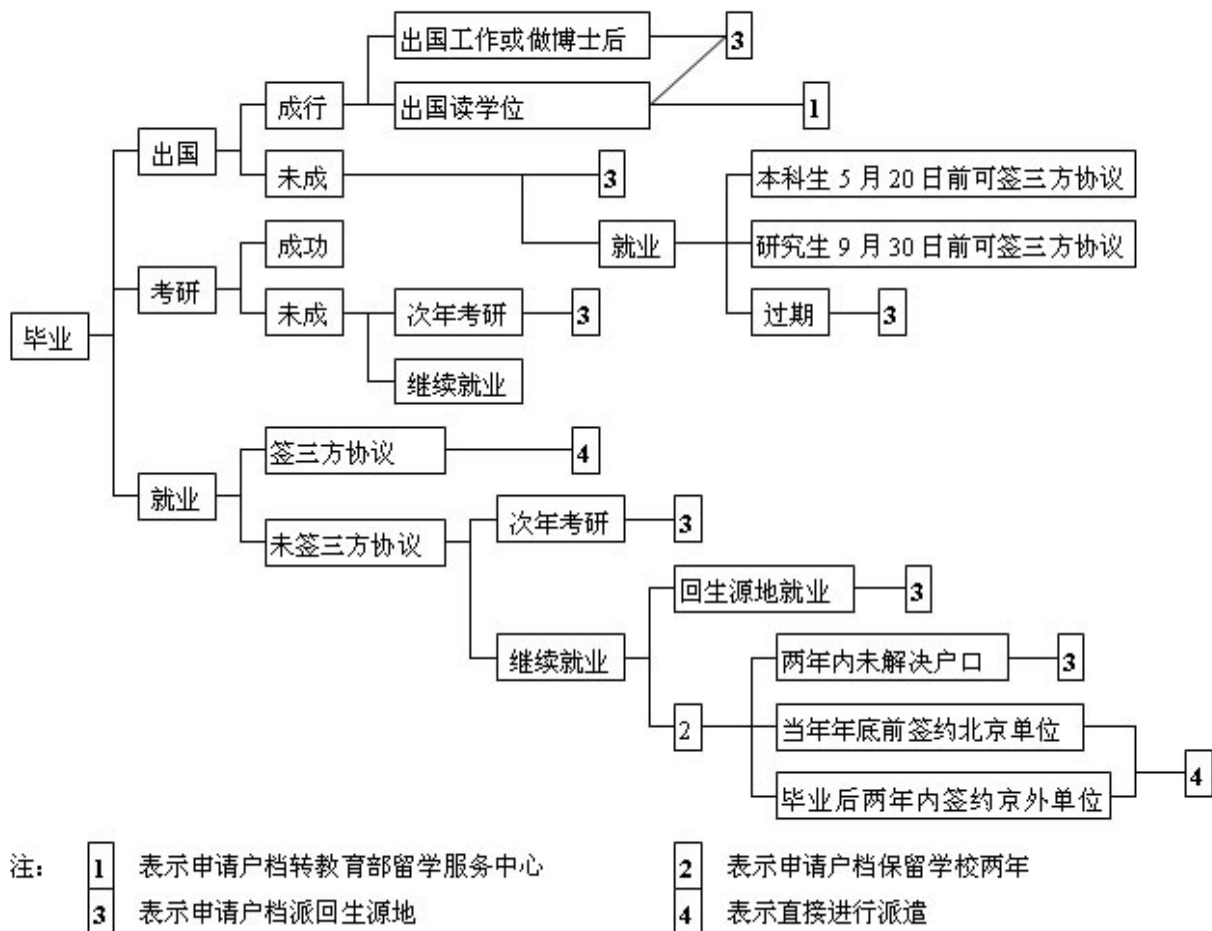 出国工作或做博士后
3
成行
出国读学位
1
出国
未成
3
本科生 5 月 20 日前可签三方协议
成功
就业
研究生 9 月 30 日前可签三方协议
考研
未成
次年考研
3
过期
3
毕业
继续就业
签三方协议
4
就业
次年考研
3
未签三方协议
回生源地就业
3
继续就业
两年内未解决户口
3
2
当年年底前签约北京单位
4
毕业后两年内签约京外单位
注：
1 表示申请户档转教育部留学服务中心
2 表示申请户档保留学校两年
3 表示申请户档派回生源地
4 表示直接进行派遣